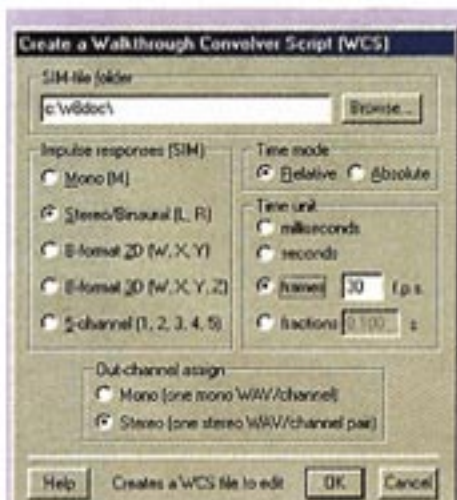 Create a Walkthrough Convolver Script (WCS)
SIM-file folder
c:\w8doc\
Browse...
Impulse responses (SIM)
Mono (M)
Stereo/Binaural (L, R)
B-format 2D (W, X, Y)
B-format 3D (W, X, Y, Z)
5-channel (1, 2, 3, 4, 5)
Time mode
Relative
Absolute
Time unit
milliseconds
seconds
frames
30
f.p.s.
fractions
0.100
s
Out-channel assign
Mono (one mono WAV/channel)
Stereo (one stereo WAV/channel pair)
Help
Creates a WCS file to edit
OK
Cancel